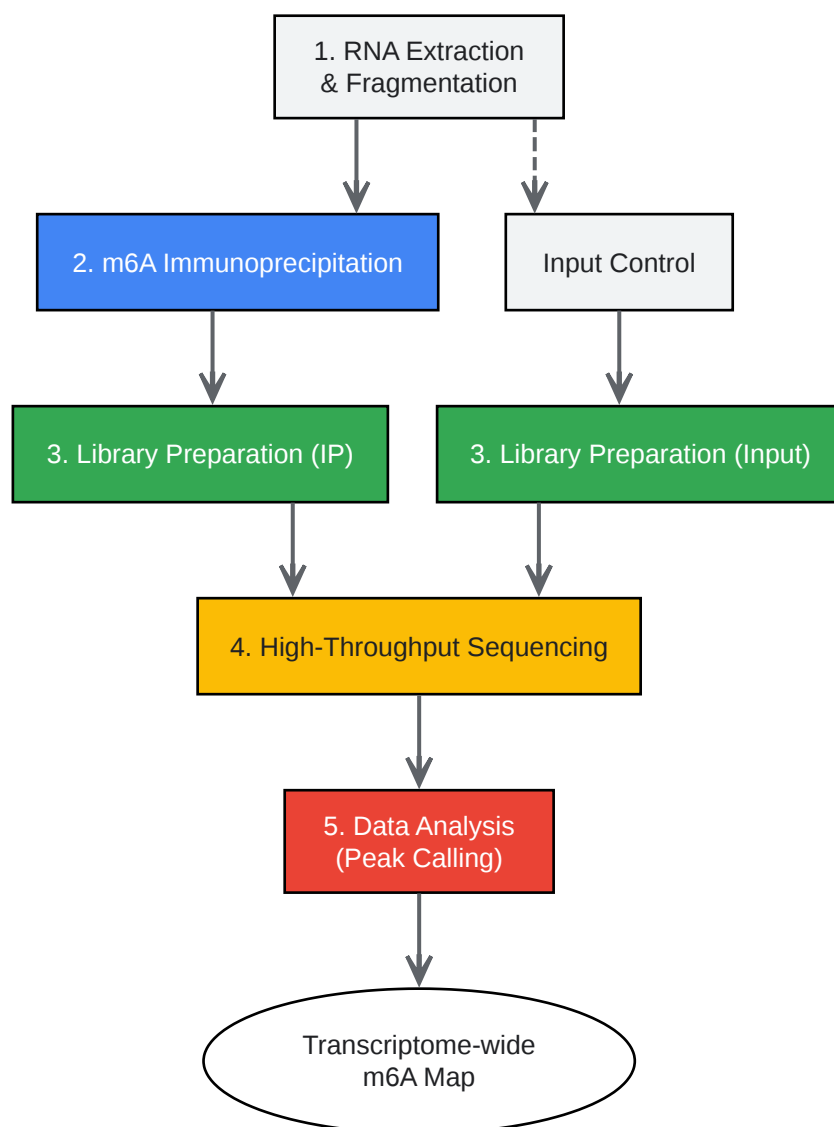 1. RNA Extraction
& Fragmentation
2. m6A Immunoprecipitation
Input Control
3. Library Preparation (IP)
3. Library Preparation (Input)
4. High-Throughput Sequencing
5. Data Analysis
(Peak Calling)
Transcriptome-wide
m6A Map